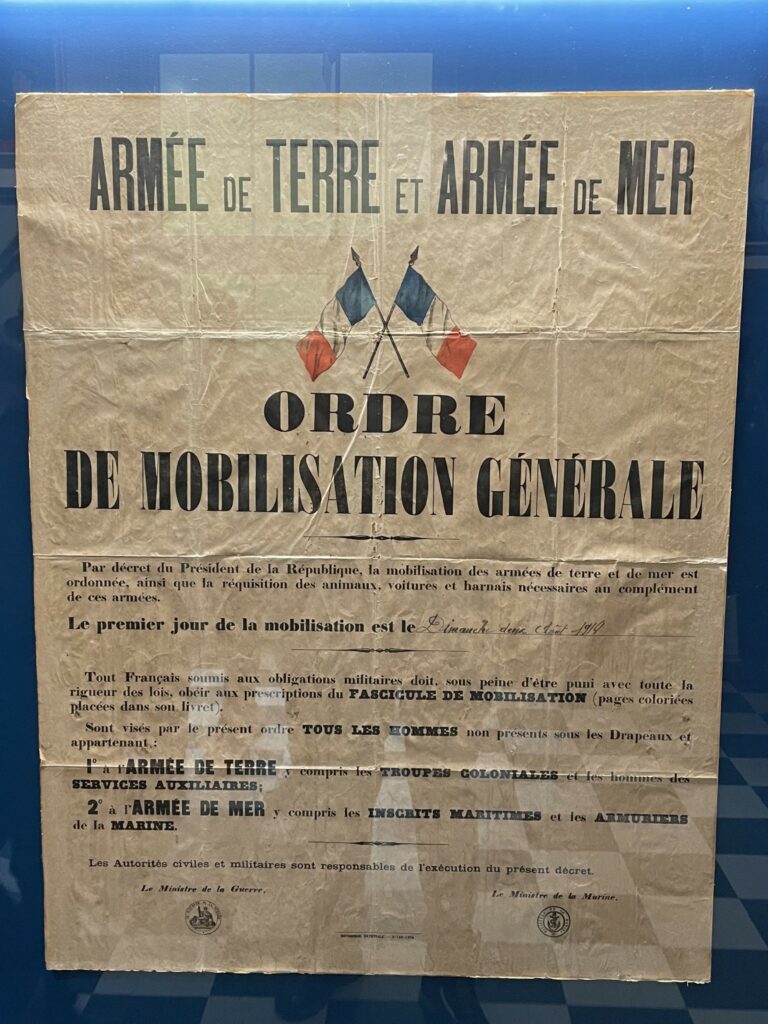 ARMÉE DE TERRE ET ARMÉE DE MER
ORDRE
DE MOBILISATION GÉNÉRALE
Par décret du Président de la République, la mobilisation des armées de terre et de mer est
ordonnée, ainsi que la réquisition des animaux, voitures et harnais nécessaires au complément
de ces armées.
Le premier jour de la mobilisation est le Dimanche deux Août 1914
Tout Français soumis aux obligations militaires doit, sous peine d'être puni avec toute la
rigueur des lois, obéir aux prescriptions du FASCICULE DE MOBILISATION (pages coloriées
placées dans son livret).
Sont visés par le présent ordre TOUS LES HOMMES non présents sous les Drapeaux et
appartenant :
1° à l'ARMÉE DE TERRE y compris les TROUPES COLONIALES et les hommes des
SERVICES AUXILIAIRES;
2° à l'ARMÉE DE MER y compris les INSCRITS MARITIMES et les ARMURIERS
de la MARINE.
Les Autorités civiles et militaires sont responsables de l'exécution du présent décret.
Le Ministre de la Guerre,
Le Ministre de la Marine,
IMPRIMERIE NATIONALE